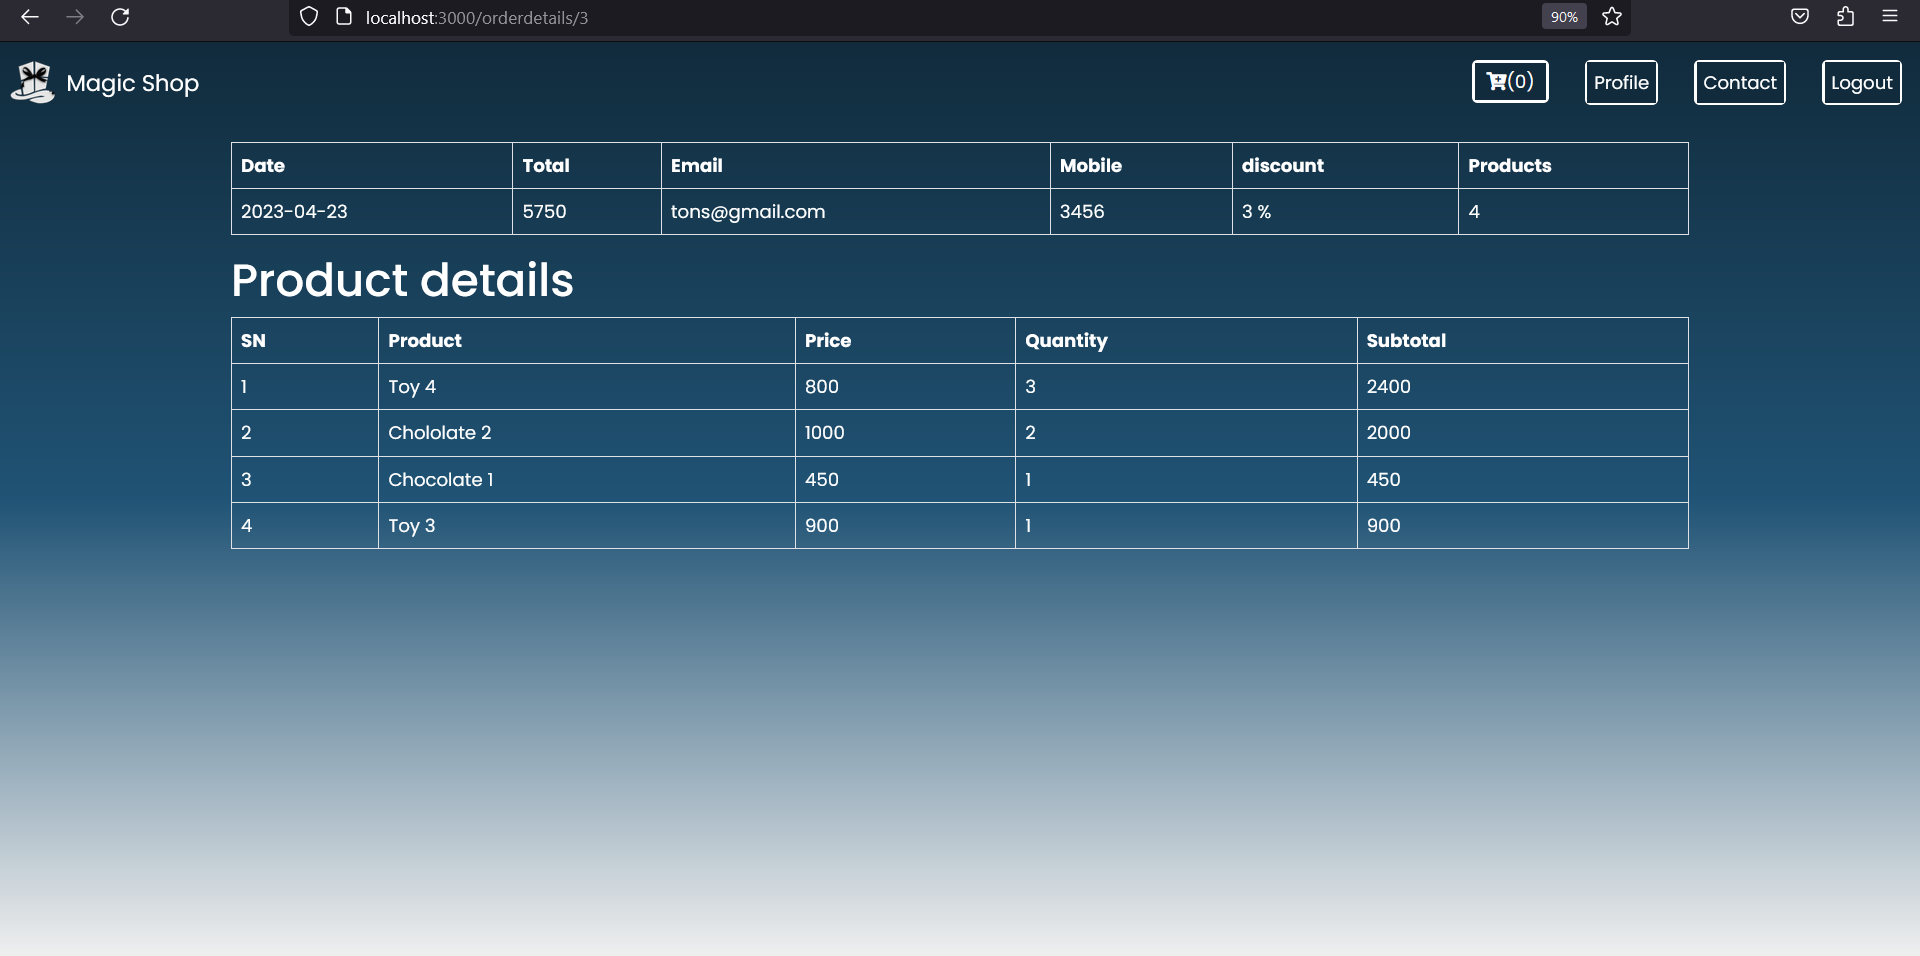 localhost:3000/orderdetails/3 90%
Magic Shop (0) Profile Contact Logout
Date Total Email Mobile discount Products
2023-04-23 5750 tons@gmail.com 3456 3 % 4
Product details
SN Product Price Quantity Subtotal
1 Toy 4 800 3 2400
2 Chololate 2 1000 2 2000
3 Chocolate 1 450 1 450
4 Toy 3 900 1 900